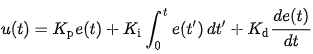 u(t) = K_p e(t) + K_i ∫_0^t e(t′) dt′ + K_d de(t)/dt